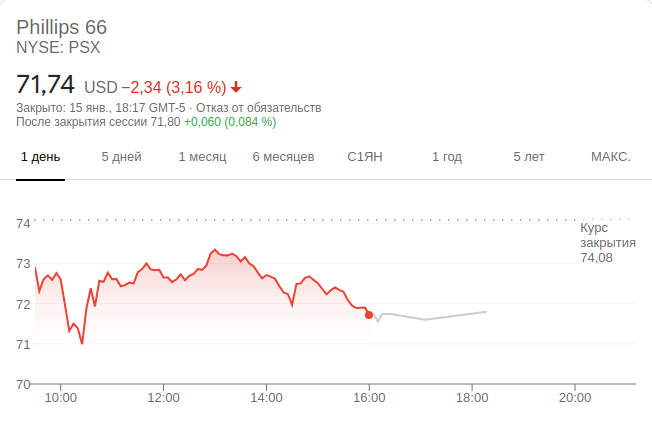 Phillips 66
NYSE: PSX
71,74 USD −2,34 (3,16 %)
Закрыто: 15 янв., 18:17 GMT-5 · Отказ от обязательств
После закрытия сессии 71,80 +0,060 (0,084 %)
1 день 5 дней 1 месяц 6 месяцев С1ЯН 1 год 5 лет МАКС.
74
Курс
закрытия
74,08
73
72
71
70
10:00 12:00 14:00 16:00 18:00 20:00